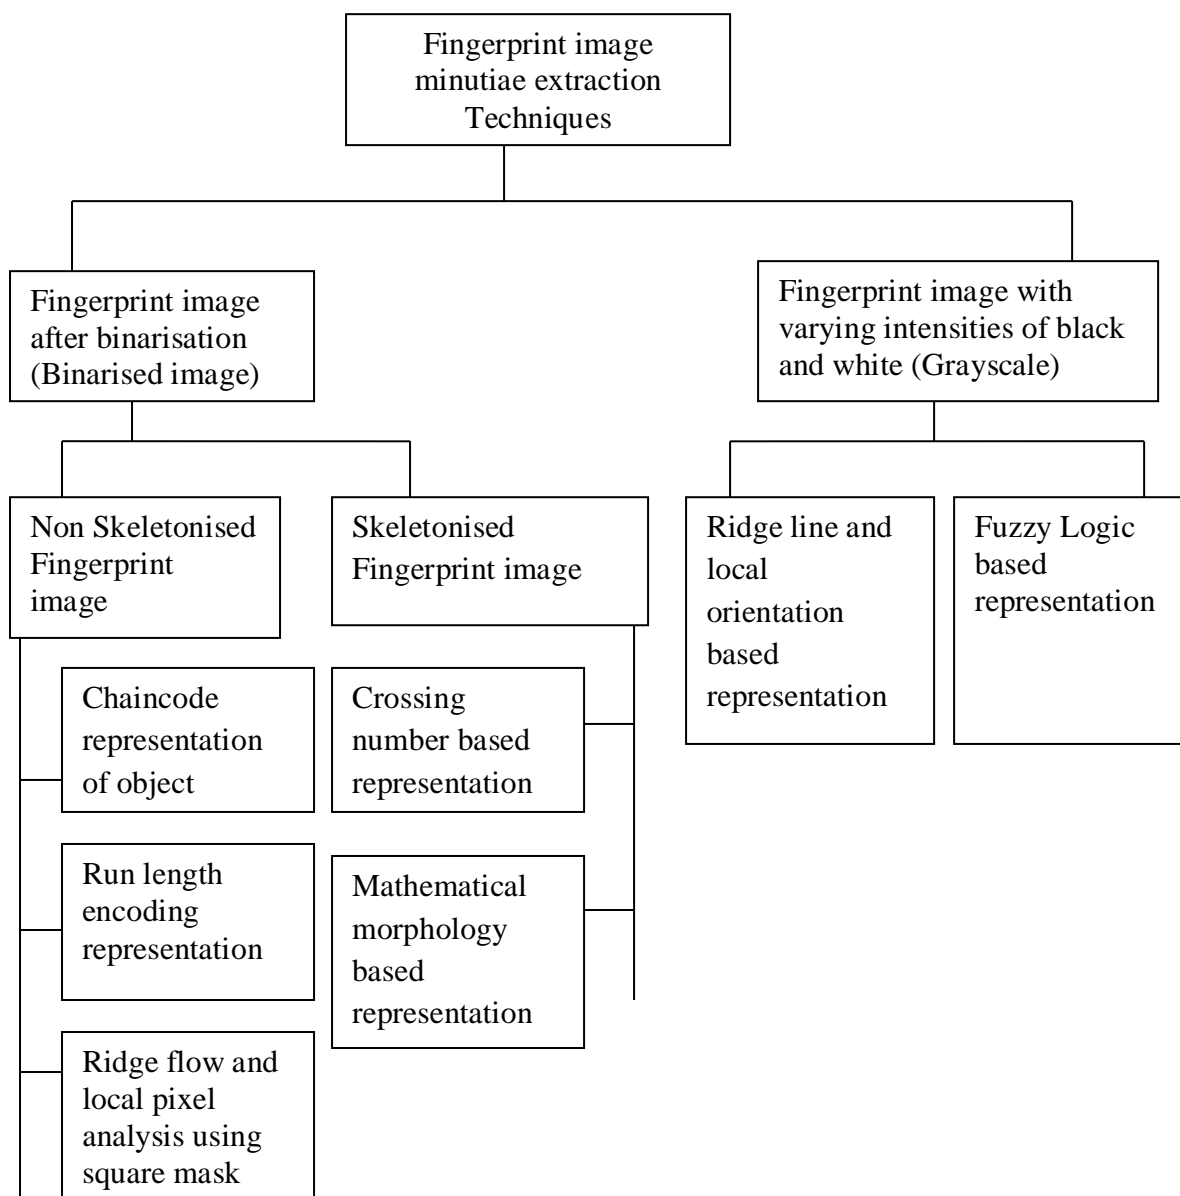 Fingerprint image
minutiae extraction
Techniques
Fingerprint image
after binarisation
(Binarised image)
Fingerprint image with
varying intensities of black
and white (Grayscale)
Non Skeletonised
Fingerprint
image
Skeletonised
Fingerprint image
Ridge line and
local
orientation
based
representation
Fuzzy Logic
based
representation
Chaincode
representation
of object
Crossing
number based
representation
Run length
encoding
representation
Mathematical
morphology
based
representation
Ridge flow and
local pixel
analysis using
square mask